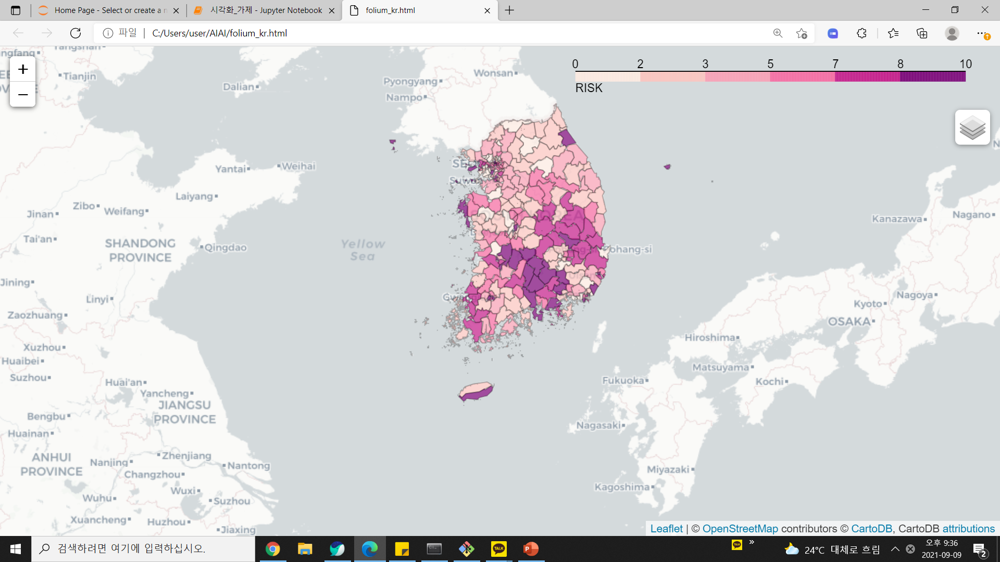 Home Page - Select or create a n
시각화_가제 - Jupyter Notebook
folium_kr.html
파일
C:/Users/user/AIAI/folium_kr.html
+
−
0 2 3 5 7 8 10
RISK
Tianjin
Dalian
Pyongyang
Wonsan
Nampo
Yantai
Weihai
Laiyang
Zibo
Weifang
Jinan
Tai'an
SHANDONG
PROVINCE
Qingdao
Yellow
Sea
Pohang-si
Kanazawa
Nagano
Jining
Linyi
Zaozhuang
Kyoto
Nagoya
OSAKA
Hiroshima
Xuzhou
Huaibei
Suzhou
Huai'an
Yancheng
JIANGSU
PROVINCE
Matsuyama
Fukuoka
Kochi
Bengbu
Huainan
Nagasaki
ANHUI
PROVINCE
Nanjing
Zhenjiang
Nantong
Changzhou
Wuxi
Suzhou
Wuhu
Xuancheng
Huzhou
Jiaxing
Miyazaki
Kagoshima
Leaflet | © OpenStreetMap contributors © CartoDB, CartoDB attributions
검색하려면 여기에 입력하십시오.
TALK
P
TALK
24°C 대체로 흐림
오후 9:36
2021-09-09
2